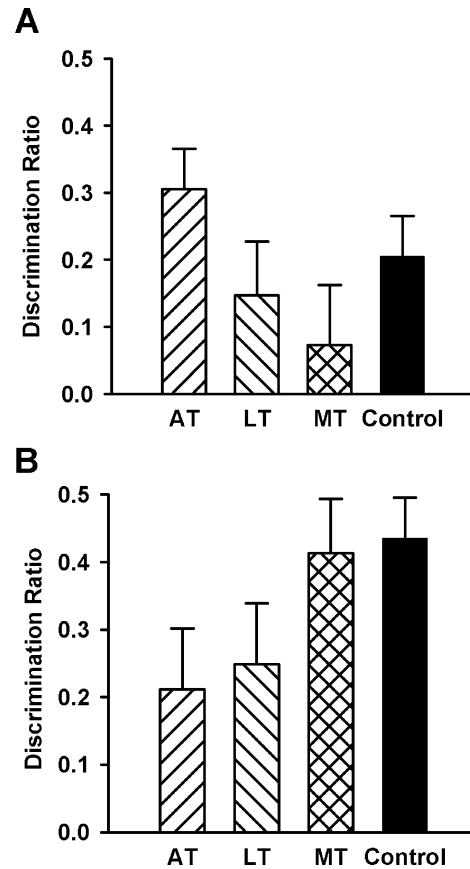 A
Discrimination Ratio
0.5
0.4
0.3
0.2
0.1
0.0
AT LT MT Control
B
Discrimination Ratio
0.5
0.4
0.3
0.2
0.1
0.0
AT LT MT Control